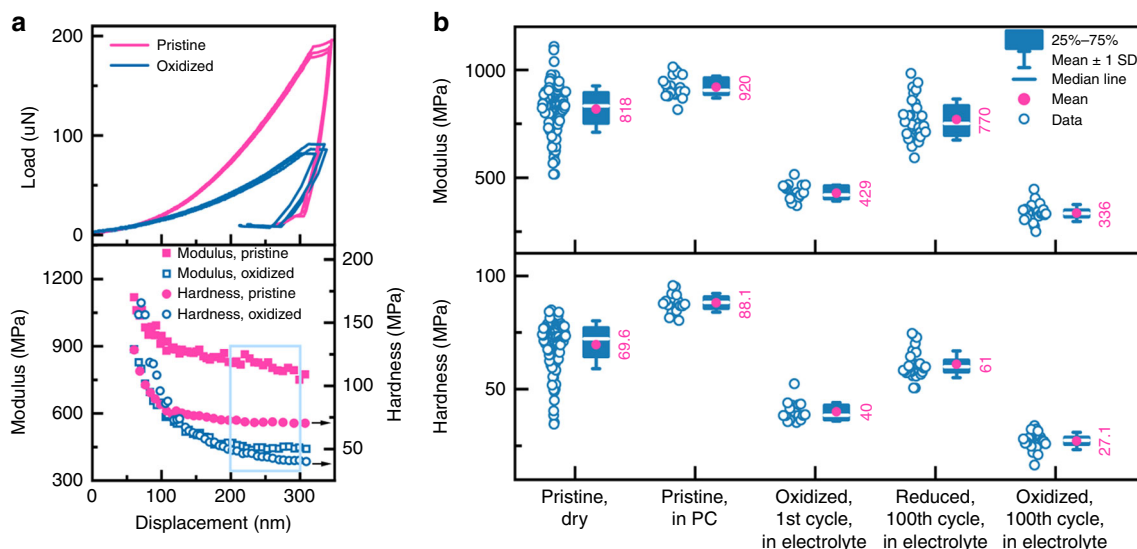 a
b
200
100
0
Load (uN)
Pristine
Oxidized
1200
900
600
300
Modulus (MPa)
Modulus, pristine
Modulus, oxidized
Hardness, pristine
Hardness, oxidized
200
150
100
50
0
Hardness (MPa)
0
100
200
300
Displacement (nm)
1000
500
Modulus (MPa)
818
920
429
770
336
25%–75%
Mean ± 1 SD
Median line
Mean
Data
100
50
Hardness (MPa)
69.6
88.1
40
61
27.1
Pristine,
dry
Pristine,
in PC
Oxidized,
1st cycle,
in electrolyte
Reduced,
100th cycle,
in electrolyte
Oxidized,
100th cycle,
in electrolyte